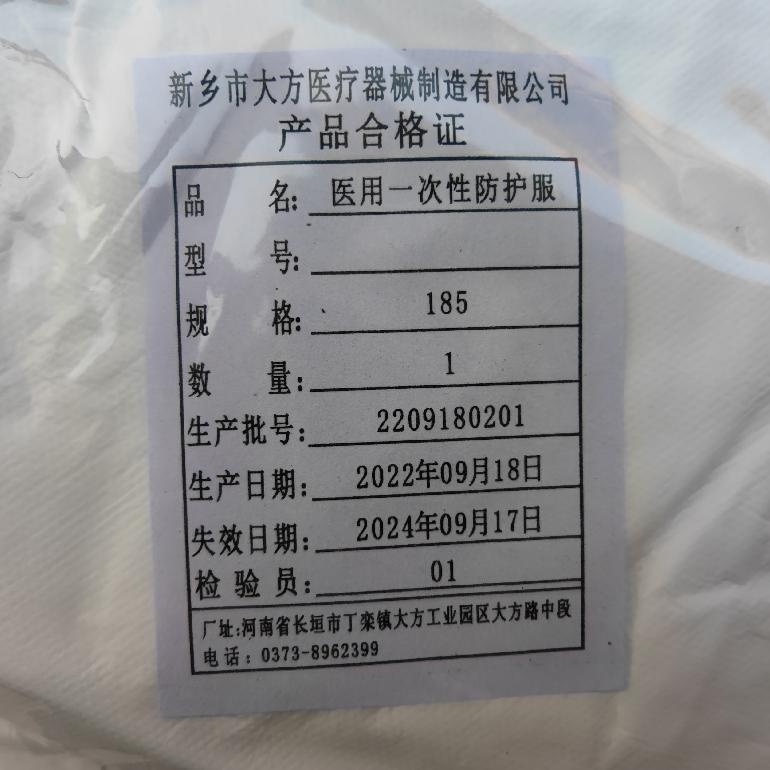 新乡市大方医疗器械制造有限公司
产品合格证
品 名: 医用一次性防护服
型 号:
规 格: 185
数 量: 1
生产批号: 2209180201
生产日期: 2022年09月18日
失效日期: 2024年09月17日
检 验 员: 01
厂址:河南省长垣市丁栾镇大方工业园区大方路中段
电 话: 0373-8962399